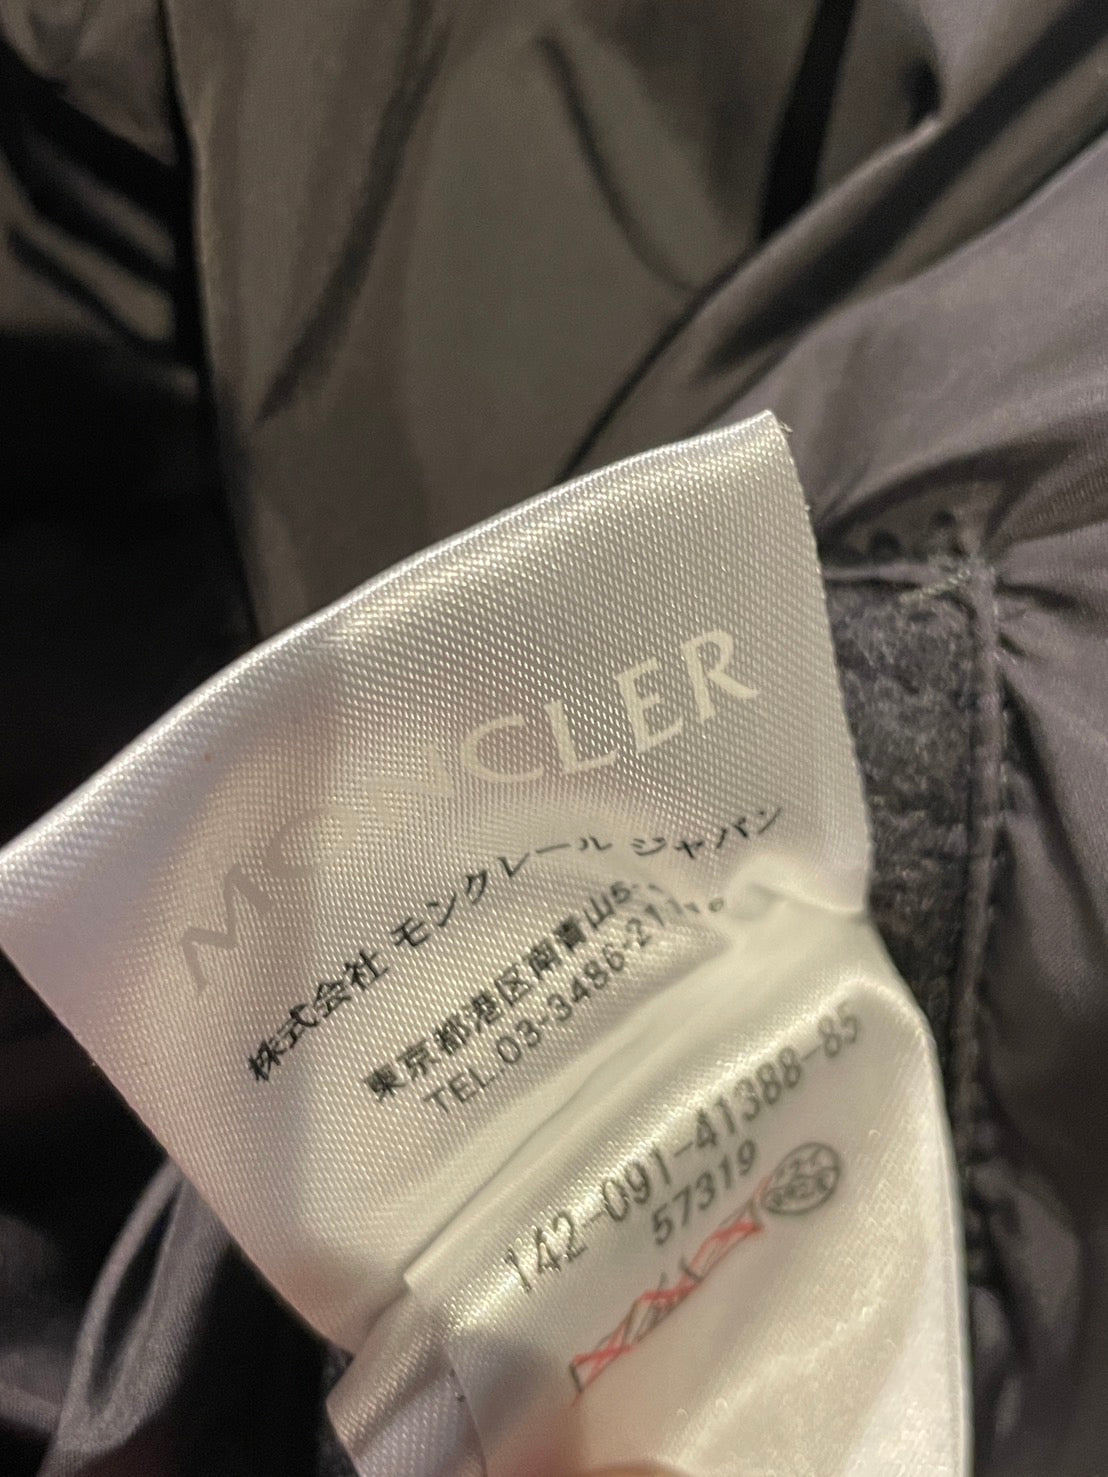 MONCLER
株式会社 モンクレール ジャパン
東京都港区南青山5-
TEL.03-3486-211
142-091-41388-85
57319